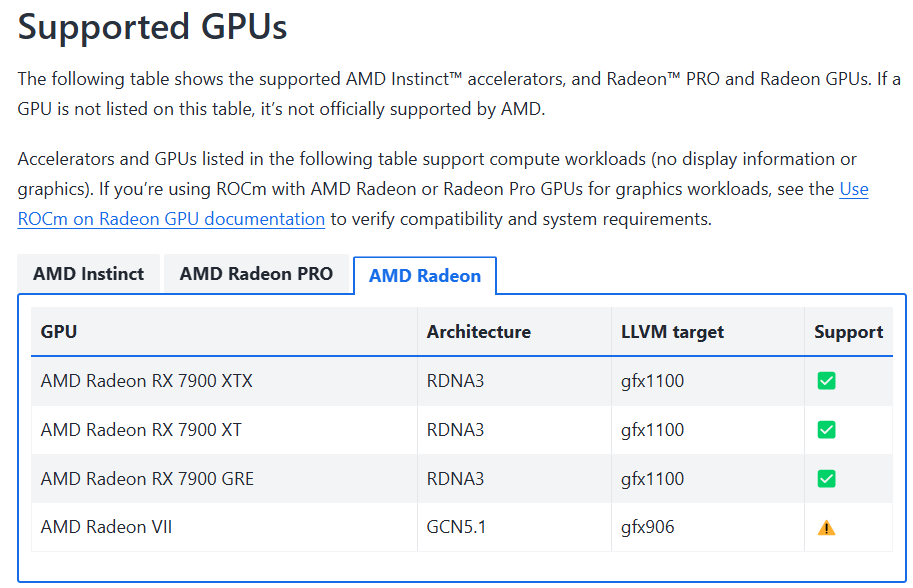 Supported GPUs
The following table shows the supported AMD Instinct™ accelerators, and Radeon™ PRO and Radeon GPUs. If a
GPU is not listed on this table, it’s not officially supported by AMD.
Accelerators and GPUs listed in the following table support compute workloads (no display information or
graphics). If you’re using ROCm with AMD Radeon or Radeon Pro GPUs for graphics workloads, see the Use
ROCm on Radeon GPU documentation to verify compatibility and system requirements.
AMD Instinct AMD Radeon PRO AMD Radeon
GPU Architecture LLVM target Support
AMD Radeon RX 7900 XTX RDNA3 gfx1100 ✅
AMD Radeon RX 7900 XT RDNA3 gfx1100 ✅
AMD Radeon RX 7900 GRE RDNA3 gfx1100 ✅
AMD Radeon VII GCN5.1 gfx906 ⚠️